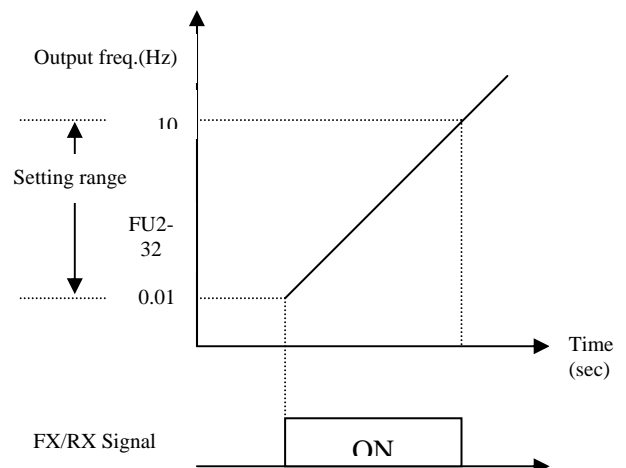 Output freq.(Hz)
10
Setting range
FU2-
32
0.01
Time
(sec)
FX/RX Signal
ON